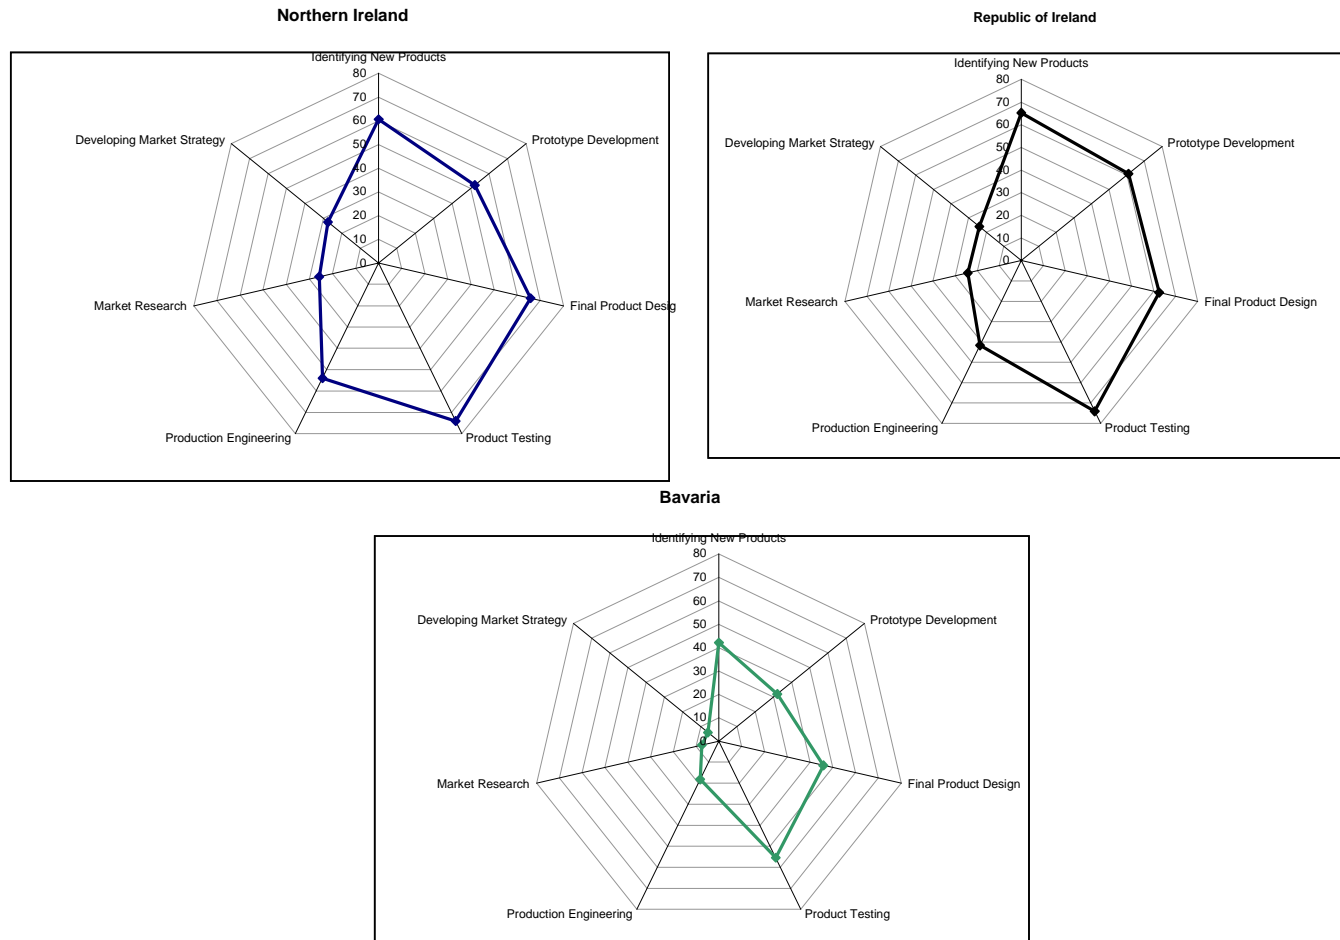 Northern Ireland
Identifying New Products
80
70
60
50
40
30
20
10
0
Developing Market Strategy
Prototype Development
Market Research
Final Product Desig
Production Engineering
Product Testing
Republic of Ireland
Identifying New Products
80
70
60
50
40
30
20
10
0
Developing Market Strategy
Prototype Development
Market Research
Final Product Design
Production Engineering
Product Testing
Bavaria
Identifying New Products
80
70
60
50
40
30
20
10
0
Developing Market Strategy
Prototype Development
Market Research
Final Product Design
Production Engineering
Product Testing